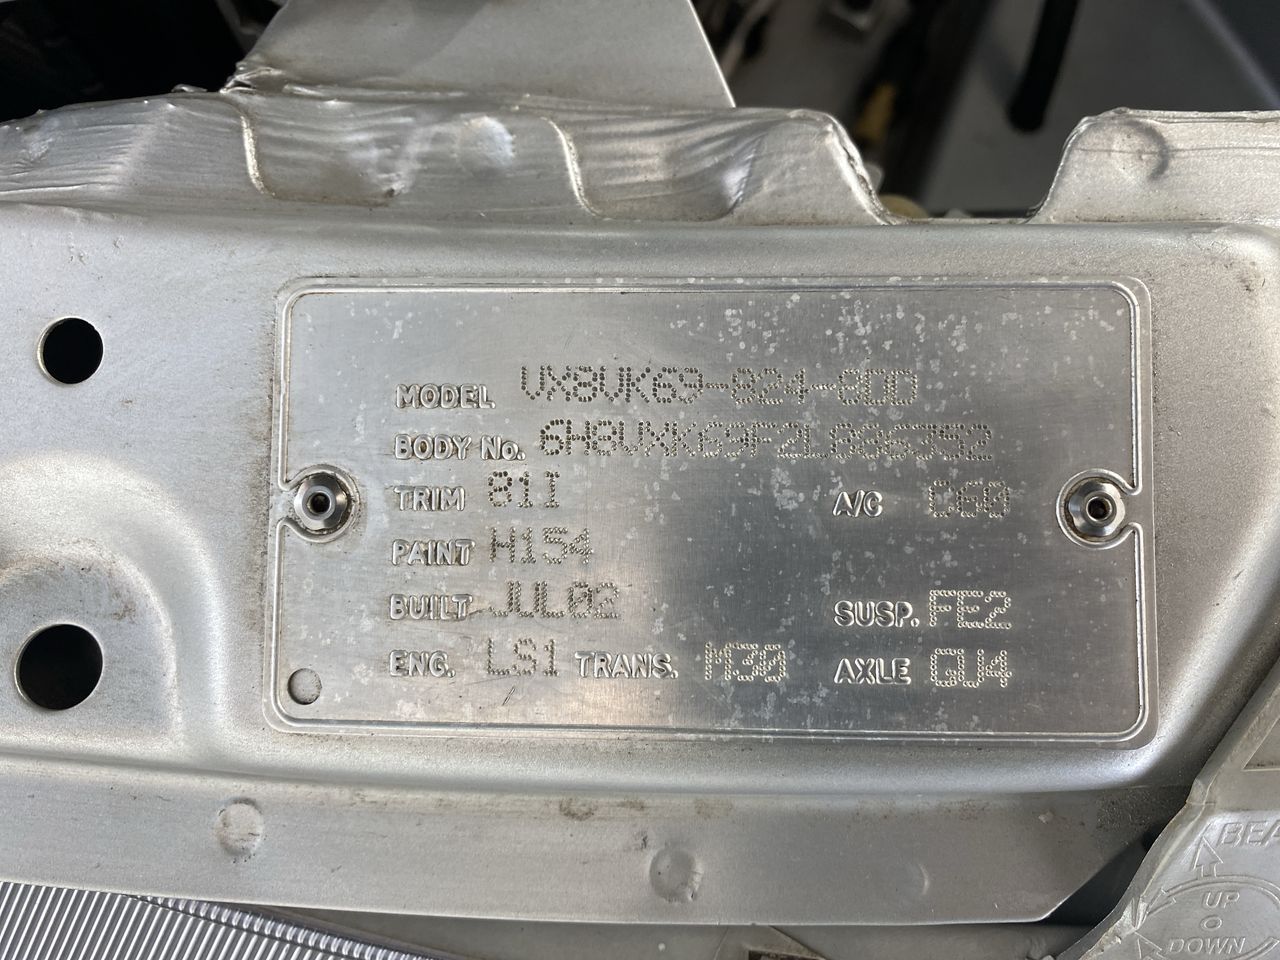 MODEL VX8VK69-824-8DD
BODY No. 6H8VXK69F2L886352
TRIM 81I A/C C60
PAINT H154
BUILT JUL02 SUSP. FE2
ENG. LS1 TRANS. M30 AXLE GU4
UP
DOWN